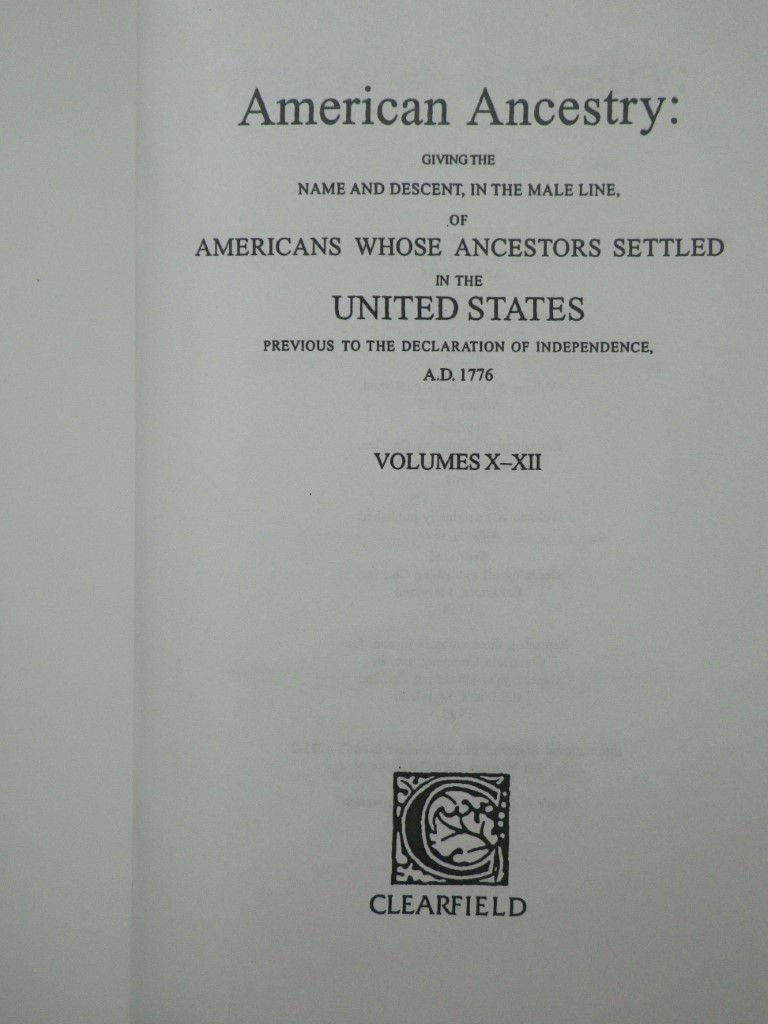 American Ancestry:
GIVING THE
NAME AND DESCENT, IN THE MALE LINE,
OF
AMERICANS WHOSE ANCESTORS SETTLED
IN THE
UNITED STATES
PREVIOUS TO THE DECLARATION OF INDEPENDENCE,
A.D. 1776
VOLUMES X–XII
C
CLEARFIELD